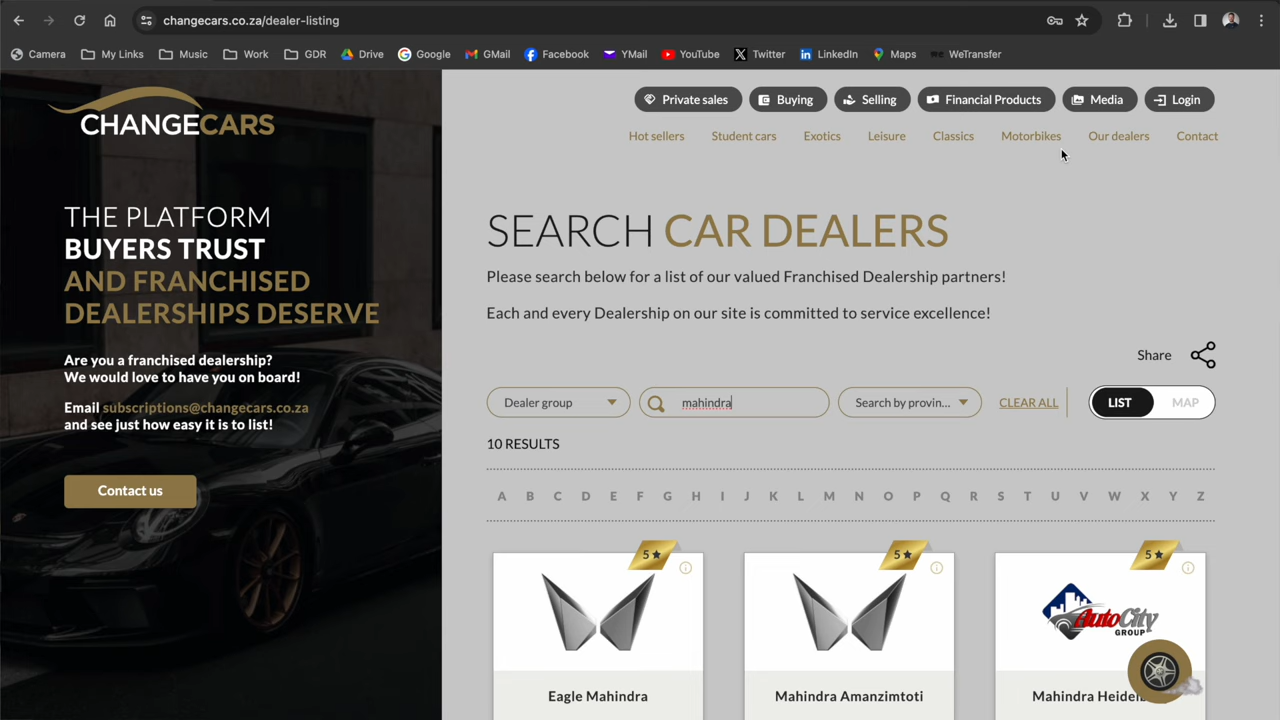 changecars.co.za/dealer-listing
Camera My Links Music Work GDR Drive Google GMail Facebook YMail YouTube Twitter LinkedIn Maps WeTransfer
CHANGECARS
THE PLATFORM
BUYERS TRUST
AND FRANCHISED
DEALERSHIPS DESERVE
Are you a franchised dealership?
We would love to have you on board!
Email subscriptions@changecars.co.za
and see just how easy it is to list!
Contact us
Private sales Buying Selling Financial Products Media Login
Hot sellers Student cars Exotics Leisure Classics Motorbikes Our dealers Contact
SEARCH CAR DEALERS
Please search below for a list of our valued Franchised Dealership partners!
Each and every Dealership on our site is committed to service excellence!
Share
Dealer group mahindra Search by provin... CLEAR ALL LIST MAP
10 RESULTS
A B C D E F G H I J K L M N O P Q R S T U V W X Y Z
5 5 5
AutoCity
GROUP
Eagle Mahindra Mahindra Amanzimtoti Mahindra